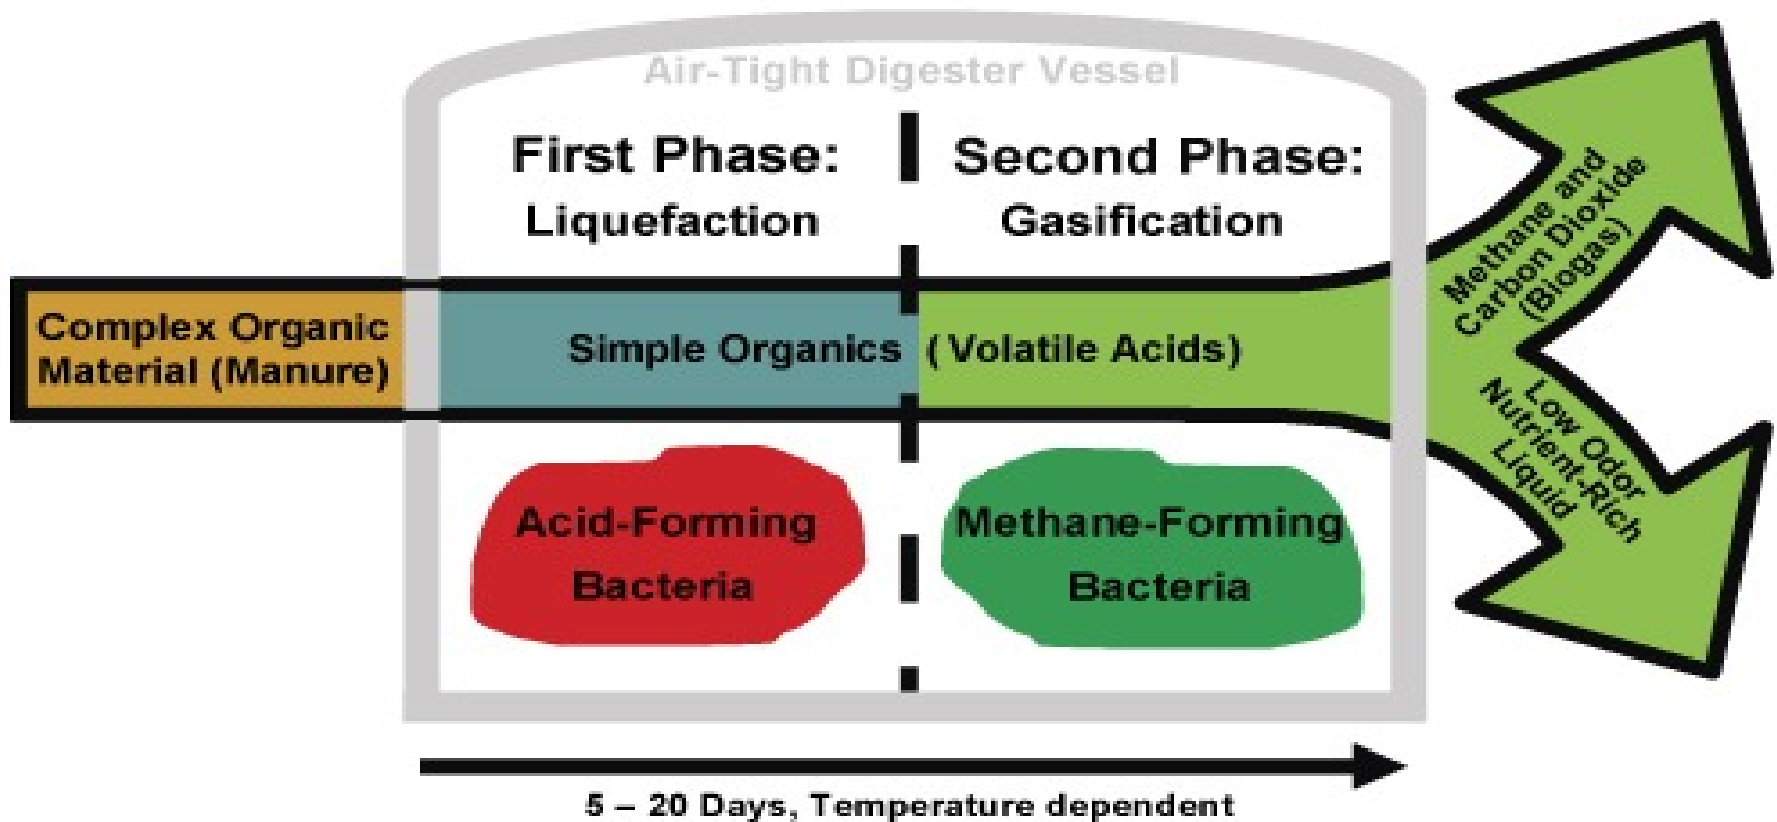 Air-Tight Digester Vessel
First Phase:
Liquefaction
Second Phase:
Gasification
Complex Organic
Material (Manure)
Simple Organics (Volatile Acids)
Acid-Forming
Bacteria
Methane-Forming
Bacteria
Methane and
Carbon Dioxide
(Biogas)
Low Odor
Nutrient-Rich
Liquid
5 – 20 Days, Temperature dependent